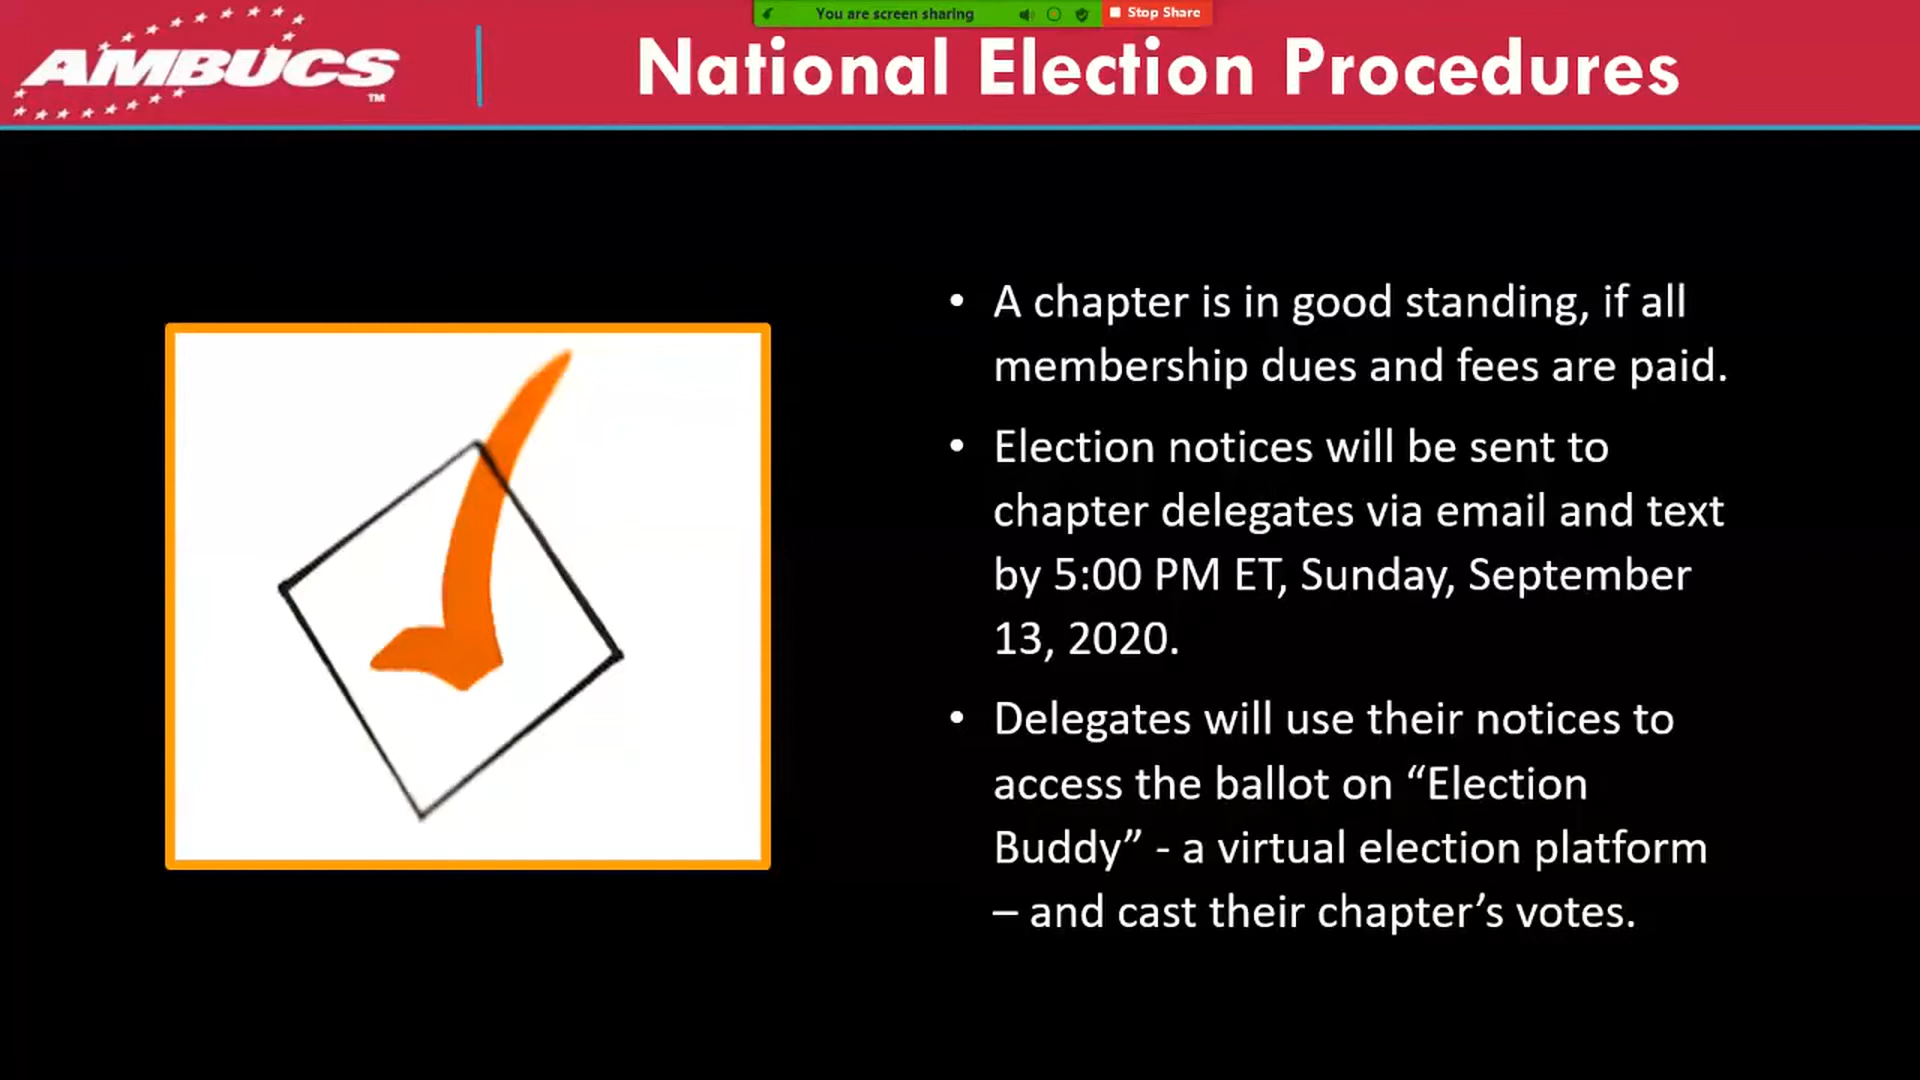 You are screen sharing
Stop Share
AMBUCS
TM
National Election Procedures
• A chapter is in good standing, if all
membership dues and fees are paid.
• Election notices will be sent to
chapter delegates via email and text
by 5:00 PM ET, Sunday, September
13, 2020.
• Delegates will use their notices to
access the ballot on “Election
Buddy” - a virtual election platform
– and cast their chapter’s votes.